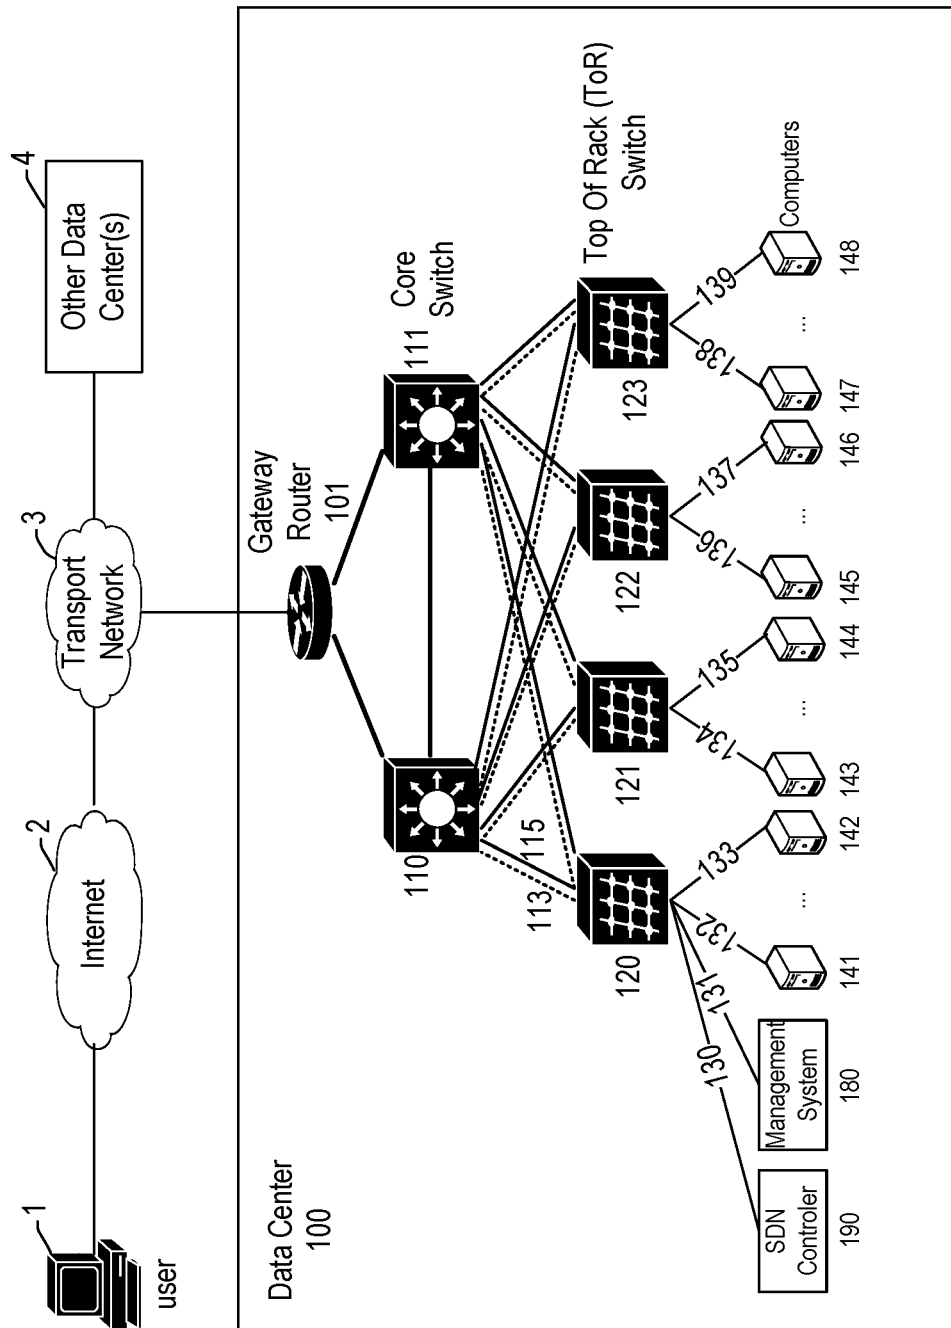 1
user
Internet
2
Transport
Network
3
Other Data
Center(s)
4
Data Center
100
Gateway
Router
101
110
111
Core
Switch
113
115
120
121
122
123
Top Of Rack (ToR)
Switch
130
131
132
133
134
135
136
137
138
139
SDN
Controler
190
Management
System
180
141
...
142
143
...
144
145
...
146
147
...
148
Computers